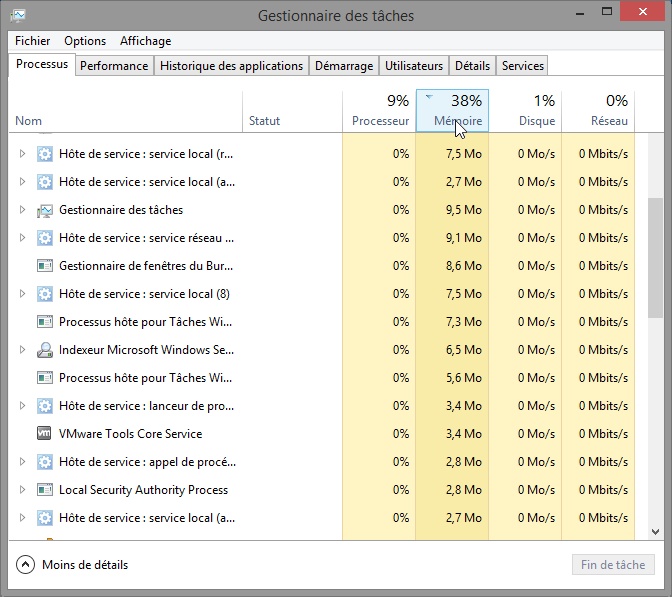 Gestionnaire des tâches
Fichier Options Affichage
Processus Performance Historique des applications Démarrage Utilisateurs Détails Services
9% 38% 1% 0%
Nom Statut Processeur Mémoire Disque Réseau
Hôte de service : service local (r... 0% 7,5 Mo 0 Mo/s 0 Mbits/s
Hôte de service : service local (a... 0% 2,7 Mo 0 Mo/s 0 Mbits/s
Gestionnaire des tâches 0% 9,5 Mo 0 Mo/s 0 Mbits/s
Hôte de service : service réseau ... 0% 9,1 Mo 0 Mo/s 0 Mbits/s
Gestionnaire de fenêtres du Bur... 0% 8,6 Mo 0 Mo/s 0 Mbits/s
Hôte de service : service local (8) 0% 7,5 Mo 0 Mo/s 0 Mbits/s
Processus hôte pour Tâches Wi... 0% 7,3 Mo 0 Mo/s 0 Mbits/s
Indexeur Microsoft Windows Se... 0% 6,5 Mo 0 Mo/s 0 Mbits/s
Processus hôte pour Tâches Wi... 0% 5,6 Mo 0 Mo/s 0 Mbits/s
Hôte de service : lanceur de pro... 0% 3,4 Mo 0 Mo/s 0 Mbits/s
vm VMware Tools Core Service 0% 3,4 Mo 0 Mo/s 0 Mbits/s
Hôte de service : appel de procé... 0% 2,8 Mo 0 Mo/s 0 Mbits/s
Local Security Authority Process 0% 2,8 Mo 0 Mo/s 0 Mbits/s
Hôte de service : service local (a... 0% 2,7 Mo 0 Mo/s 0 Mbits/s
Moins de détails Fin de tâche